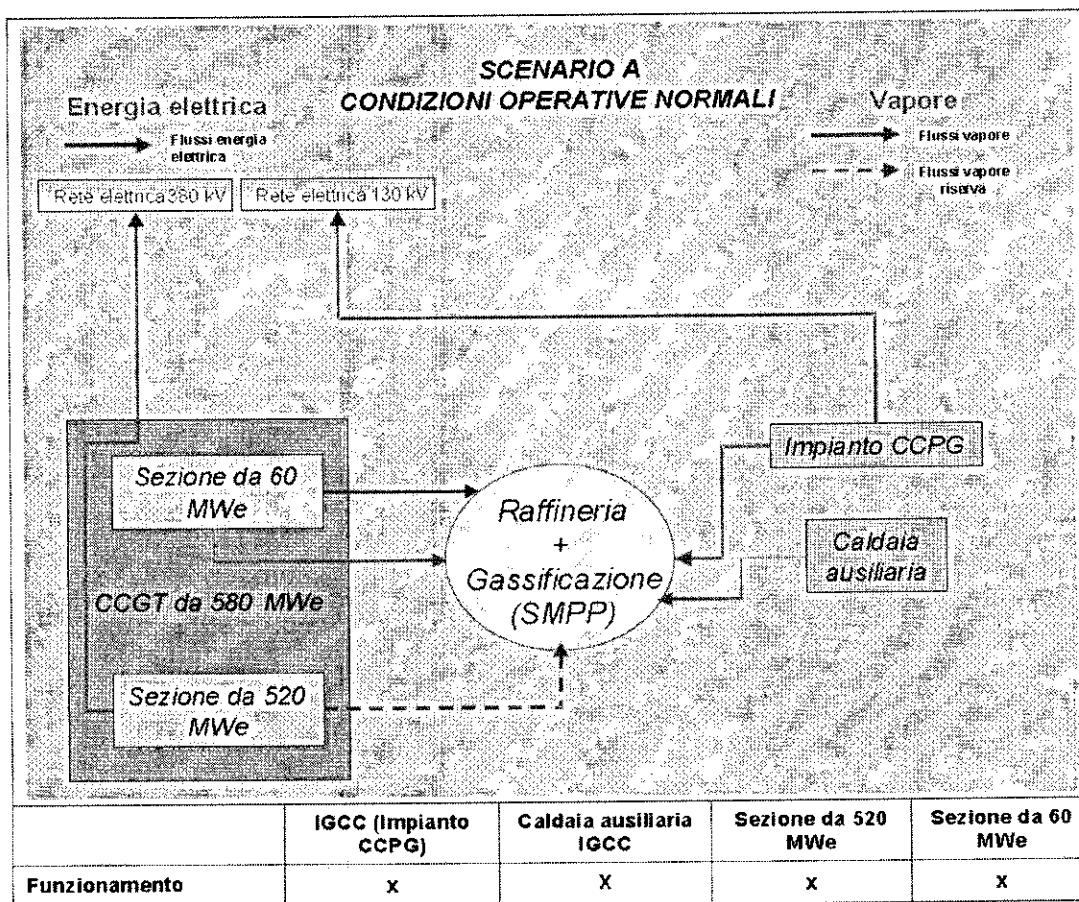 SCENARIO A
CONDIZIONI OPERATIVE NORMALI
Energia elettrica
Flussi energia
elettrica
Vapore
Flussi vapore
Flussi vapore
riserva
Rete elettrica 380 kV
Rete elettrica 130 kV
Impianto CCPG
Sezione da 60
MWe
Raffineria
+
Gassificazione
(SMPP)
Caldaia
ausiliaria
CCGT da 580 MWe
Sezione da 520
MWe
IGCC (Impianto
CCPG)
Caldaia ausiliaria
IGCC
Sezione da 520
MWe
Sezione da 60
MWe
Funzionamento
x
X
x
x